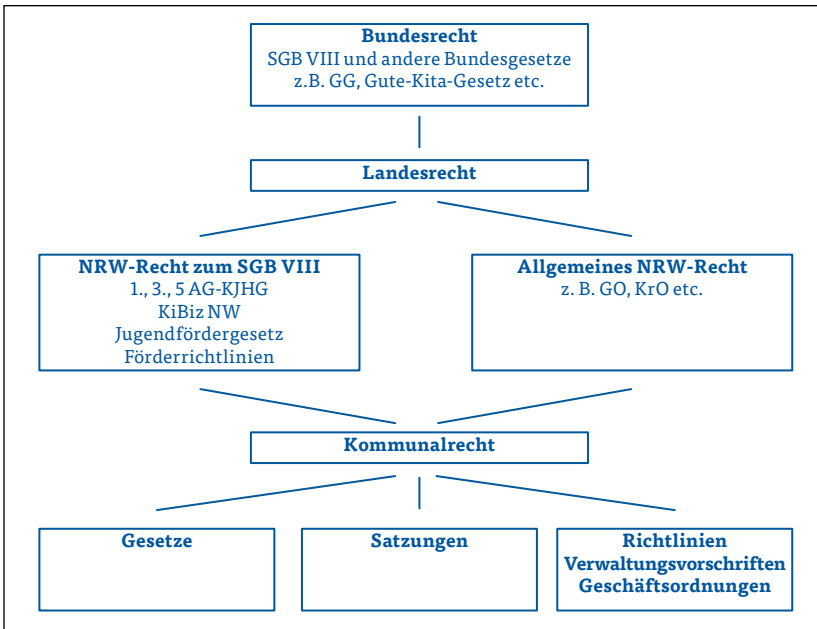 Bundesrecht
SGB VIII und andere Bundesgesetze
z.B. GG, Gute-Kita-Gesetz etc.
Landesrecht
NRW-Recht zum SGB VIII
1., 3., 5 AG-KJHG
KiBiz NW
Jugendfördergesetz
Förderrichtlinien
Allgemeines NRW-Recht
z. B. GO, KrO etc.
Kommunalrecht
Gesetze
Satzungen
Richtlinien
Verwaltungsvorschriften
Geschäftsordnungen